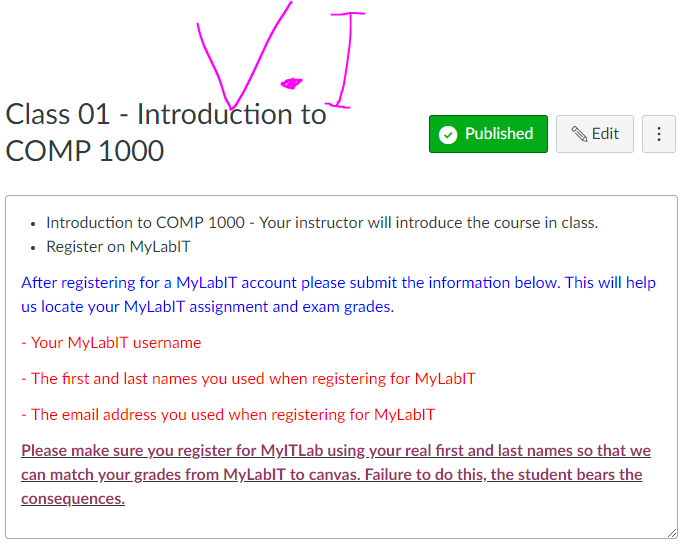 V.I
Class 01 - Introduction to
COMP 1000
Published
Edit
Introduction to COMP 1000 - Your instructor will introduce the course in class.
Register on MyLabIT
After registering for a MyLabIT account please submit the information below. This will help
us locate your MyLabIT assignment and exam grades.
- Your MyLabIT username
- The first and last names you used when registering for MyLabIT
- The email address you used when registering for MyLabIT
Please make sure you register for MyITLab using your real first and last names so that we
can match your grades from MyLabIT to canvas. Failure to do this, the student bears the
consequences.